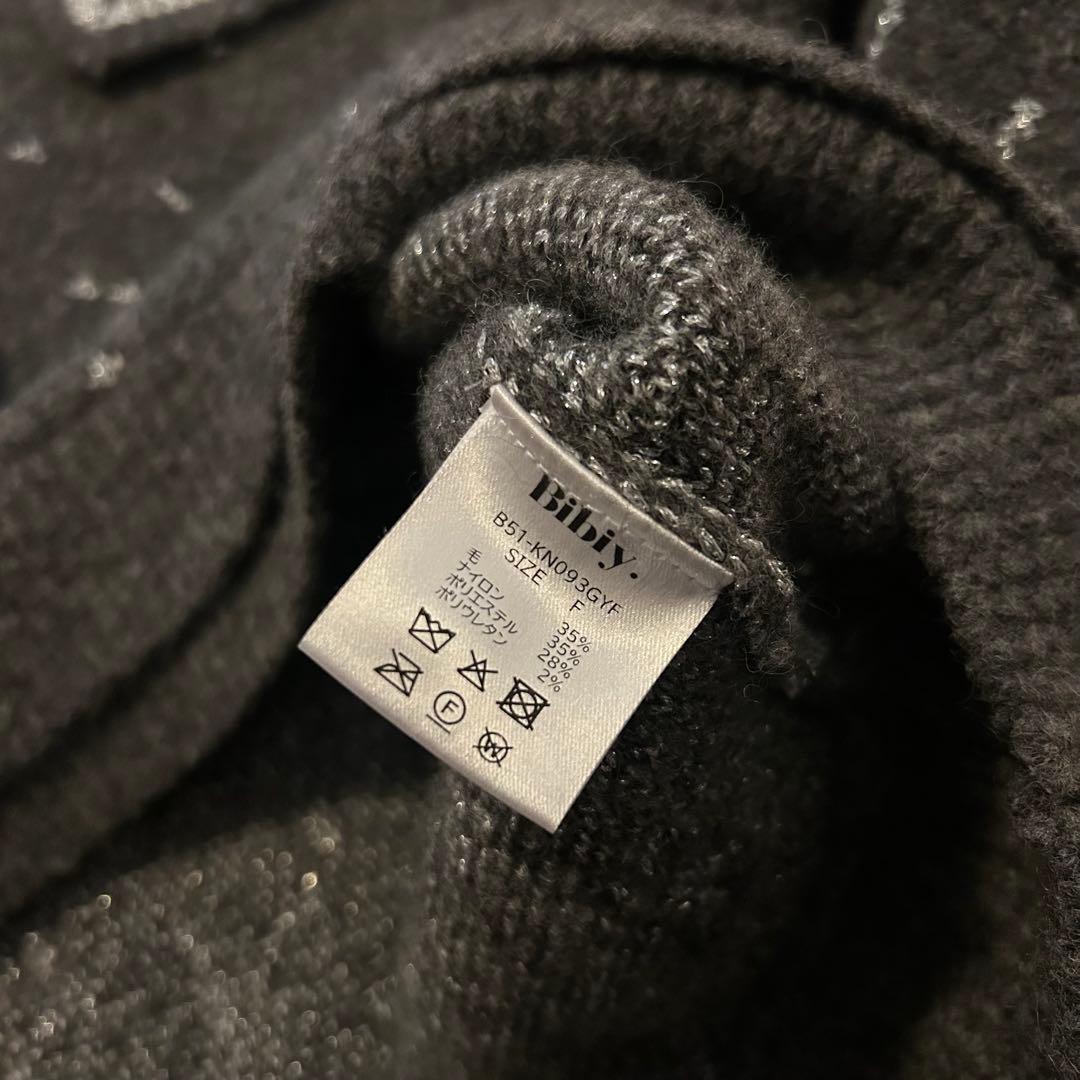 Bibiy.
B51-KN093GYF
SIZE F
毛 35%
ナイロン 35%
ポリエステル 28%
ポリウレタン 2%
F
W